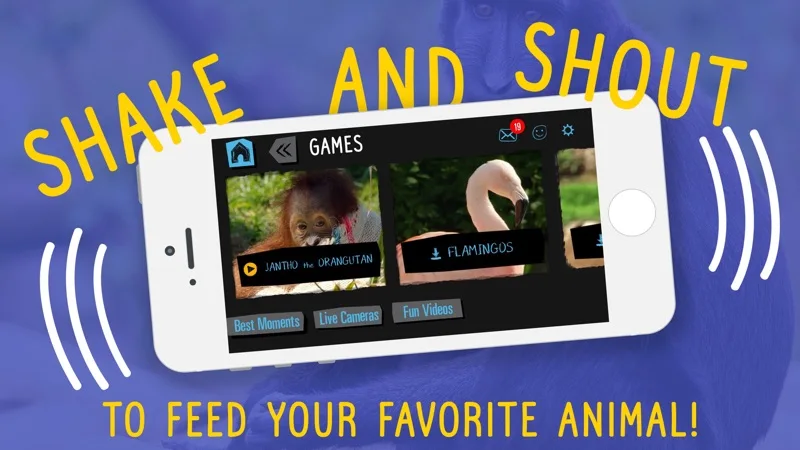 SHAKE AND SHOUT
GAMES
19
JANTHO the ORANGUTAN
FLAMINGOS
Best Moments
Live Cameras
Fun Videos
TO FEED YOUR FAVORITE ANIMAL!